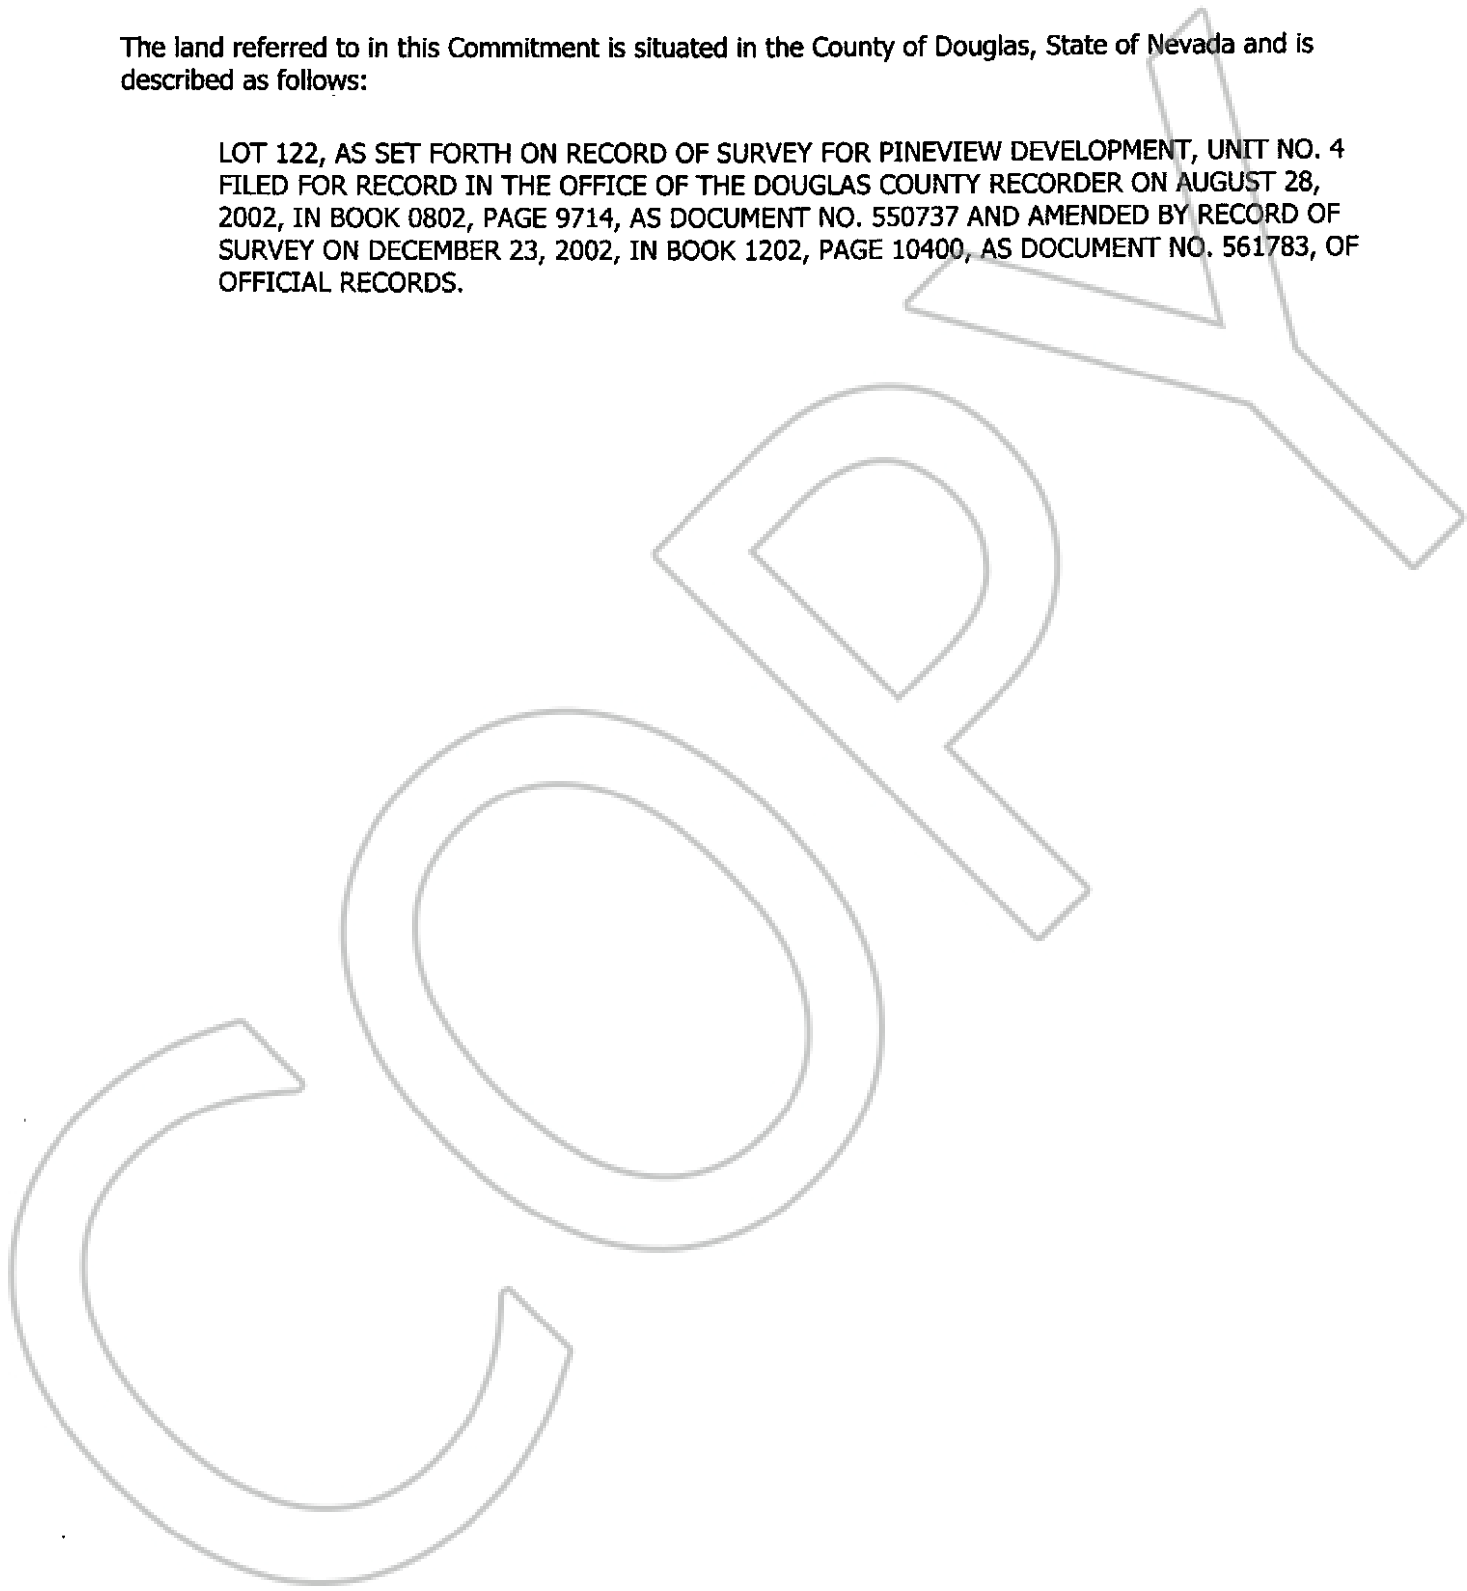 The land referred to in this Commitment is situated in the County of Douglas, State of Nevada and is
described as follows:
LOT 122, AS SET FORTH ON RECORD OF SURVEY FOR PINEVIEW DEVELOPMENT, UNIT NO. 4
FILED FOR RECORD IN THE OFFICE OF THE DOUGLAS COUNTY RECORDER ON AUGUST 28,
2002, IN BOOK 0802, PAGE 9714, AS DOCUMENT NO. 550737 AND AMENDED BY RECORD OF
SURVEY ON DECEMBER 23, 2002, IN BOOK 1202, PAGE 10400, AS DOCUMENT NO. 561783, OF
OFFICIAL RECORDS.
COPY